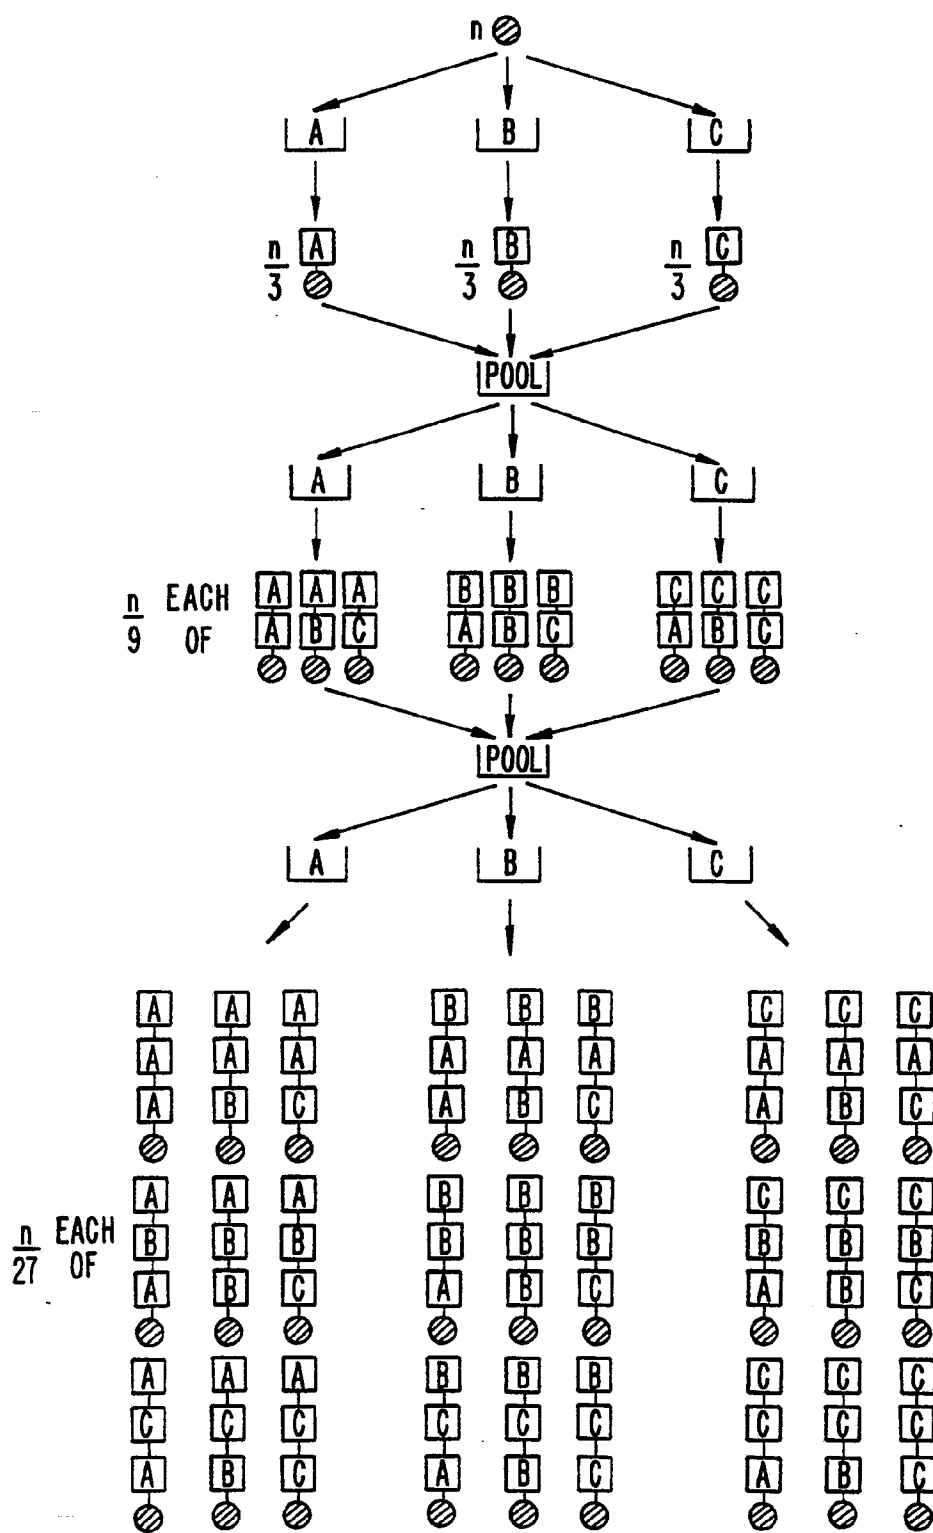 n
A B C
n/3 A n/3 B n/3 C
POOL
A B C
n/9 EACH OF
A A A B B B C C C
A B C A B C A B C
POOL
A B C
A A A B B B C C C
A A A A A A A A A
A B C A B C A B C
n/27 EACH OF
A A A B B B C C C
B B B B B B B B B
A B C A B C A B C
A A A B B B C C C
C C C C C C C C C
A B C A B C A B C